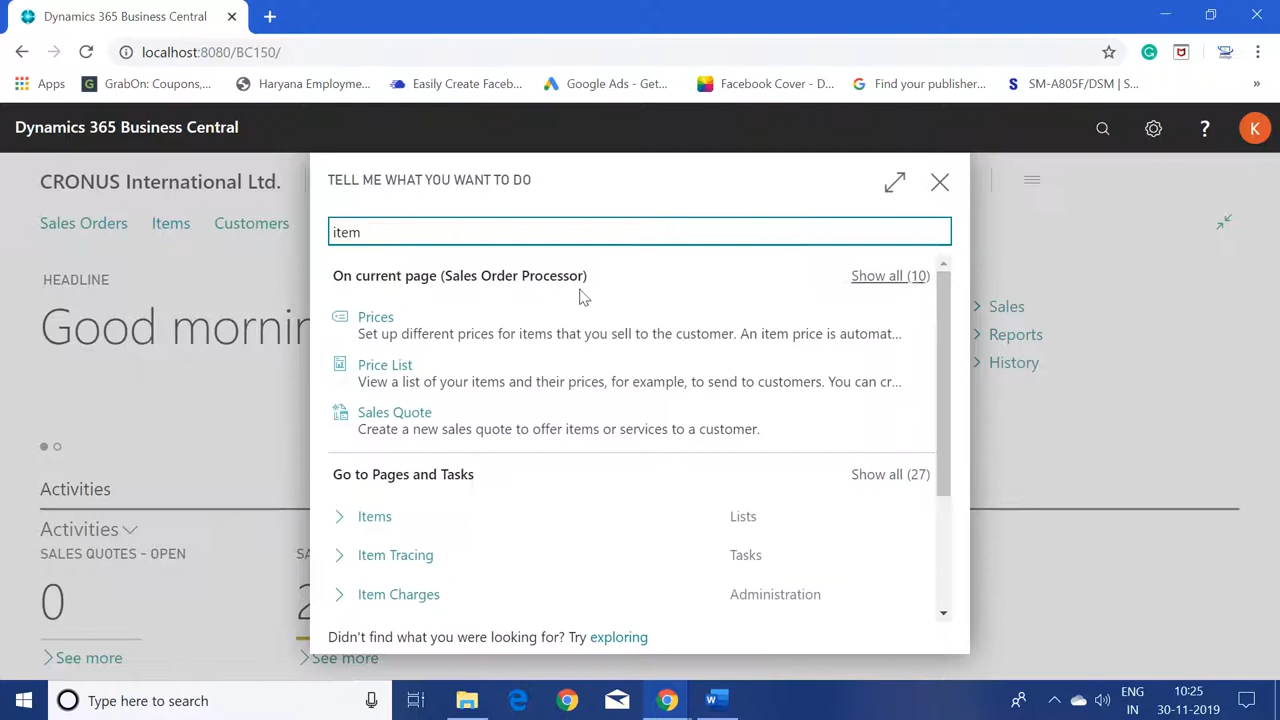 Dynamics 365 Business Central
localhost:8080/BC150/
Apps GrabOn: Coupons,... Haryana Employme... Easily Create Faceb... Google Ads - Get... Facebook Cover - D... Find your publisher... SM-A805F/DSM | S... »
Dynamics 365 Business Central ? K
CRONUS International Ltd.
Sales Orders Items Customers
HEADLINE
Good mornin
Activities
Activities
SALES QUOTES - OPEN SA
0 2
See more See more
TELL ME WHAT YOU WANT TO DO
item
On current page (Sales Order Processor) Show all (10)
Prices
Set up different prices for items that you sell to the customer. An item price is automat...
Price List
View a list of your items and their prices, for example, to send to customers. You can cr...
Sales Quote
Create a new sales quote to offer items or services to a customer.
Go to Pages and Tasks Show all (27)
Items Lists
Item Tracing Tasks
Item Charges Administration
Didn't find what you were looking for? Try exploring
Sales
Reports
History
Type here to search
ENG 10:25
IN 30-11-2019